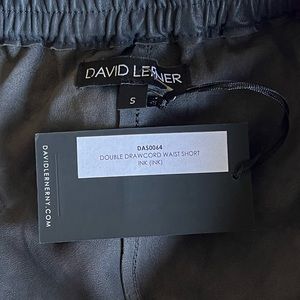 DAVID LERNER
S
DAS0064
DOUBLE DRAWCORD WAIST SHORT
INK (INK)
DAVIDLERNERNY.COM